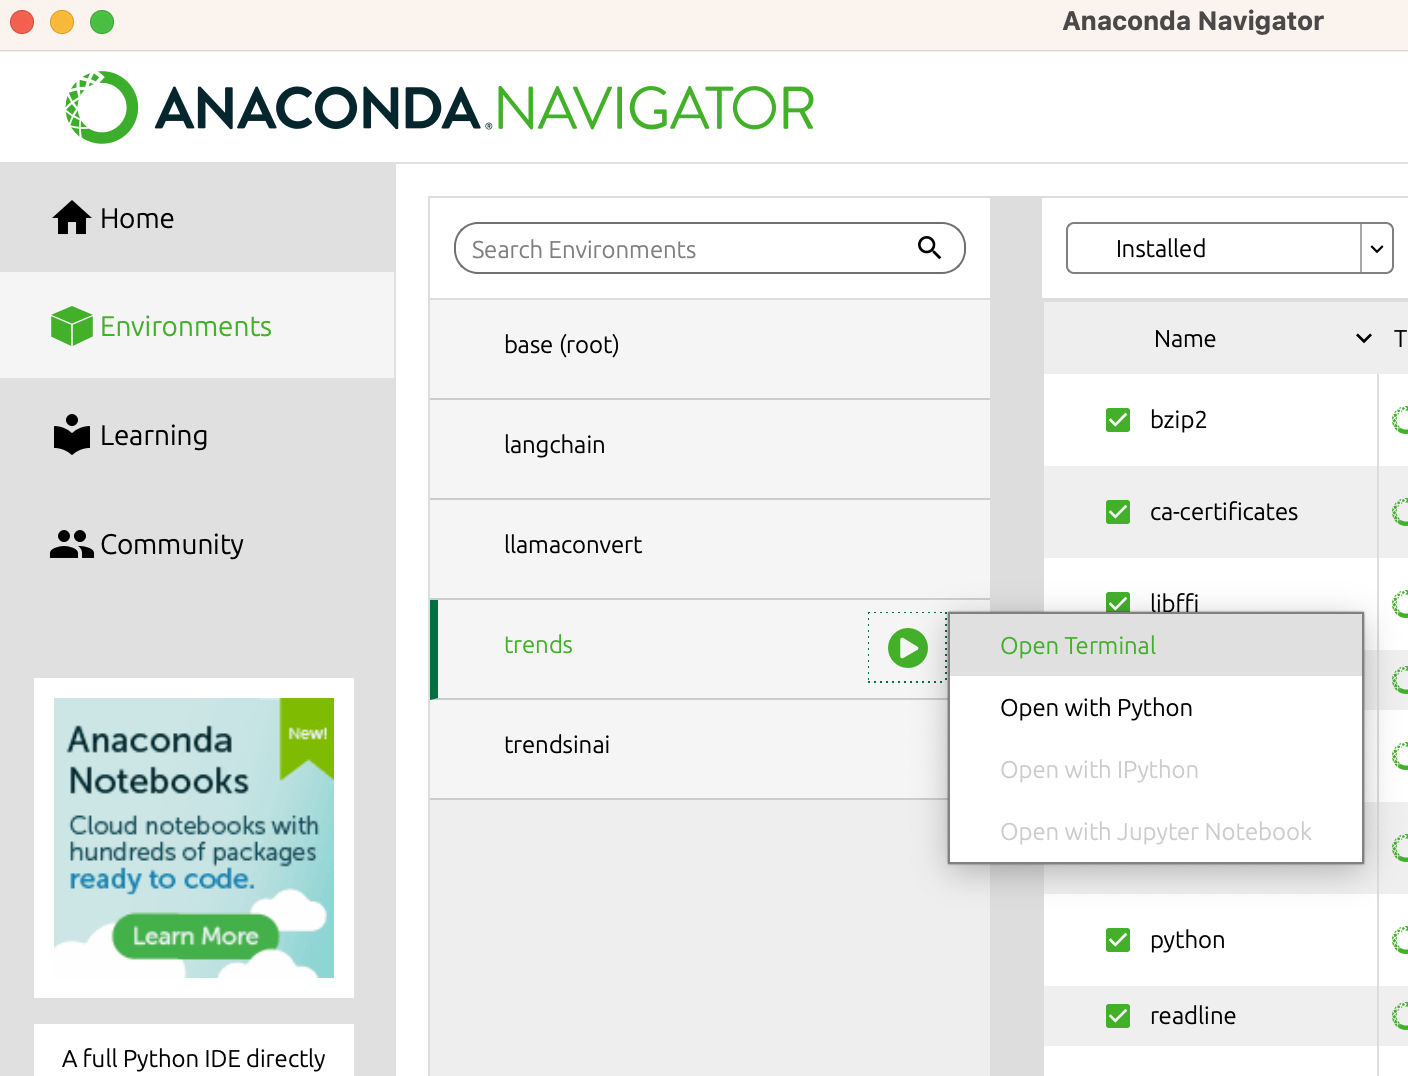 Anaconda Navigator
ANACONDA.NAVIGATOR
Home
Environments
Learning
Community
Anaconda
Notebooks
New!
Cloud notebooks with
hundreds of packages
ready to code.
Learn More
A full Python IDE directly
Search Environments
base (root)
langchain
llamaconvert
trends
trendsinai
Open Terminal
Open with Python
Open with IPython
Open with Jupyter Notebook
Installed
Name
T
bzip2
ca-certificates
libffi
python
readline